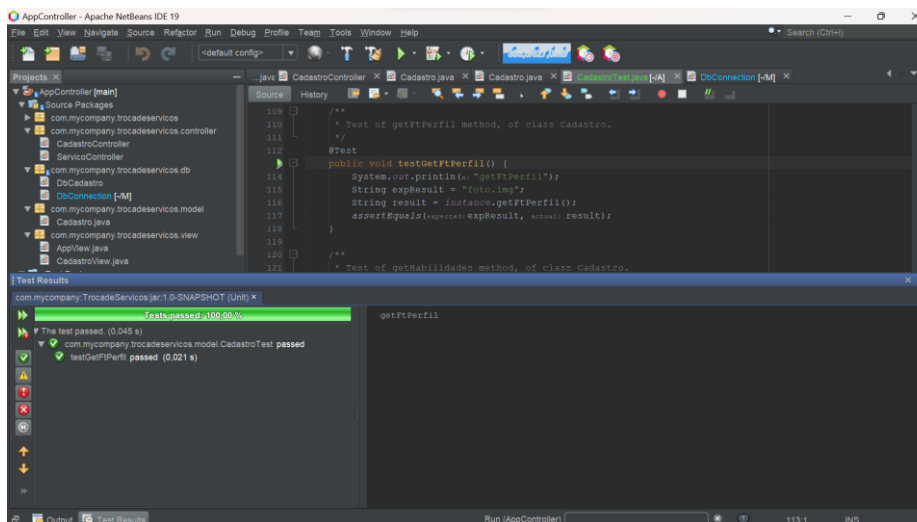 AppController - Apache NetBeans IDE 19
File Edit View Navigate Source Refactor Run Debug Profile Team Tools Window Help
Search (Ctrl+I)
<default config>
Projects
...jave CadastroController Cadastro.java Cadastro.java CadastroTest.java [-/A] DbConnection [-/M]
Source History
AppController [main]
Source Packages
com.mycompany.trocadeservicos
com.mycompany.trocadeservicos.controller
CadastroController
ServicoController
com.mycompany.trocadeservicos.db
DbCadastro
DbConnection [-/M]
com.mycompany.trocadeservicos.model
Cadastro.java
com.mycompany.trocadeservicos.view
AppView.java
CadastroView.java
109 /**
110 * Test of getFtPerfil method, of class Cadastro.
111 */
112 @Test
public void testGetFtPerfil() {
114 System.out.println(x: "getFtPerfil");
115 String expResult = "foto.img";
116 String result = instance.getFtPerfil();
117 assertEquals(expected: expResult, actual: result);
118 }
119
120 /**
121 * Test of getHabilidades method, of class Cadastro.
Test Results
com.mycompany:TrocadeServicos:jar:1.0-SNAPSHOT (Unit)
Tests passed: 100,00 %
The test passed. (0,045 s)
com.mycompany.trocadeservicos.model.CadastroTest passed
testGetFtPerfil passed (0,021 s)
getFtPerfil
Output Test Results
Run (AppController)
113:1 INS